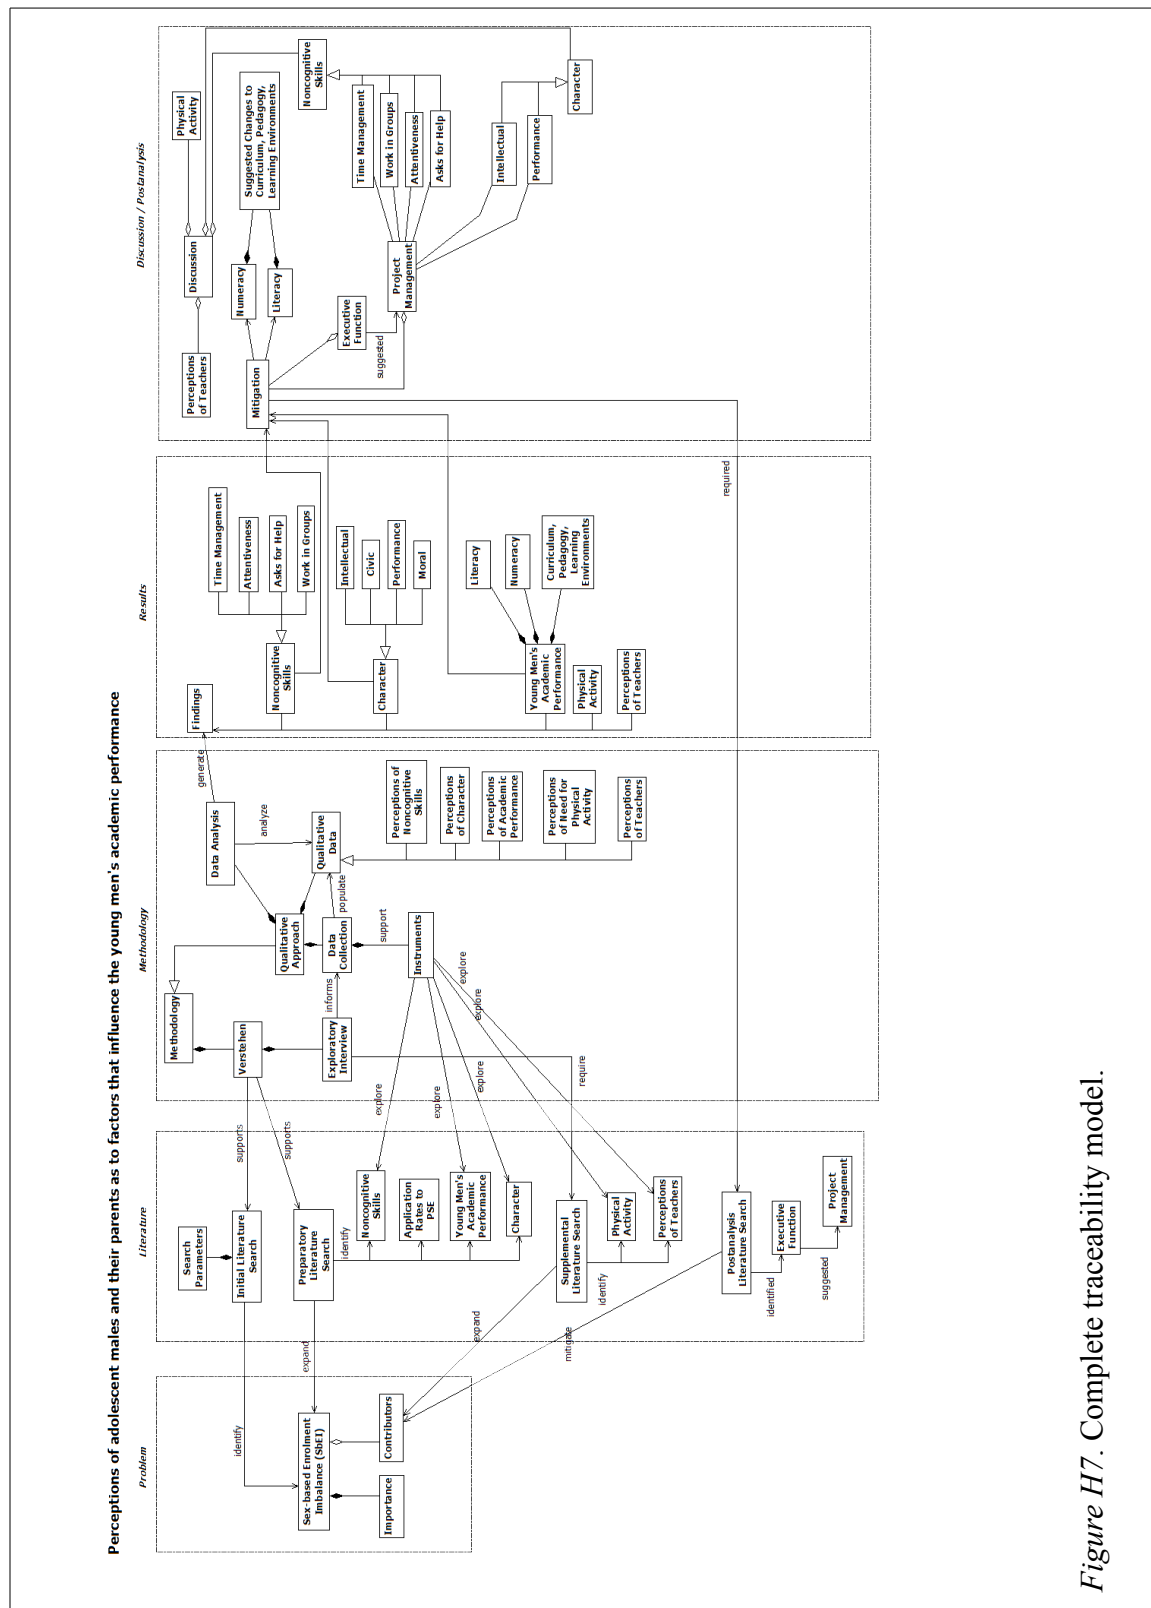 Perceptions of adolescent males and their parents as to factors that influence the young men's academic performance
Problem
Sex-based Enrolment
Imbalance (SbEI)
Importance
Contributors
identify
expand
expand
mitigate
Literature
Search
Parameters
Initial Literature
Search
Preparatory
Literature
Search
identify
Noncognitive
Skills
Application
Rates to
PSE
Young Men's
Academic
Performance
Character
Supplemental
Literature Search
identify
Physical
Activity
Perceptions
of Teachers
Postanalysis
Literature Search
identified
Executive
Function
suggested
Project
Management
supports
supports
explore
explore
explore
explore
explore
require
Methodology
Methodology
Verstehen
Exploratory
Interview
informs
Qualitative
Approach
Data
Collection
populate
support
Instruments
Data Analysis
analyze
Qualitative
Data
Perceptions of
Noncognitive
Skills
Perceptions
of Character
Perceptions
of Academic
Performance
Perceptions
of Need for
Physical
Activity
Perceptions
of Teachers
generate
Results
Findings
Noncognitive
Skills
Time Management
Attentiveness
Asks for Help
Work in Groups
Character
Intellectual
Civic
Performance
Moral
Young Men's
Academic
Performance
Literacy
Numeracy
Curriculum,
Pedagogy,
Learning
Environments
Physical
Activity
Perceptions
of Teachers
required
Discussion / Postanalysis
Perceptions
of Teachers
Discussion
Physical
Activity
Mitigation
Numeracy
Literacy
Suggested Changes to
Curriculum, Pedagogy,
Learning Environments
Executive
Function
suggested
Project
Management
Noncognitive
Skills
Time Management
Work in Groups
Attentiveness
Asks for Help
Intellectual
Performance
Character
Figure H7. Complete traceability model.